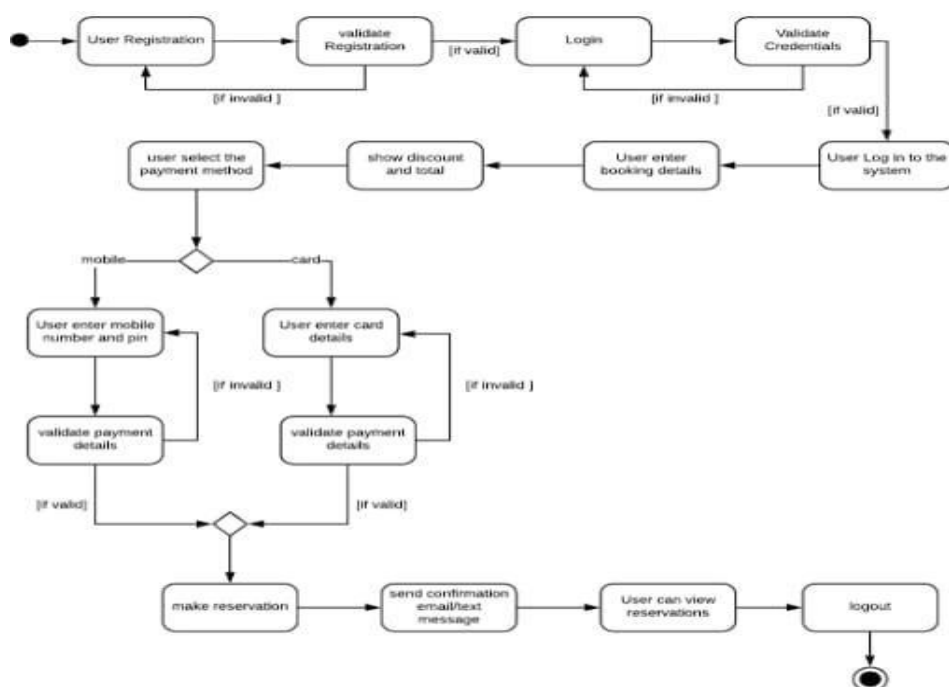 User Registration
validate
Registration
[if valid]
Login
Validate
Credentials
[if invalid ]
[if invalid ]
[if valid]
user select the
payment method
show discount
and total
User enter
booking details
User Log in to the
system
mobile
card
User enter mobile
number and pin
User enter card
details
[if invalid ]
[if invalid ]
validate payment
details
validate payment
details
[if valid]
[if valid]
make reservation
send confirmation
email/text
message
User can view
reservations
logout